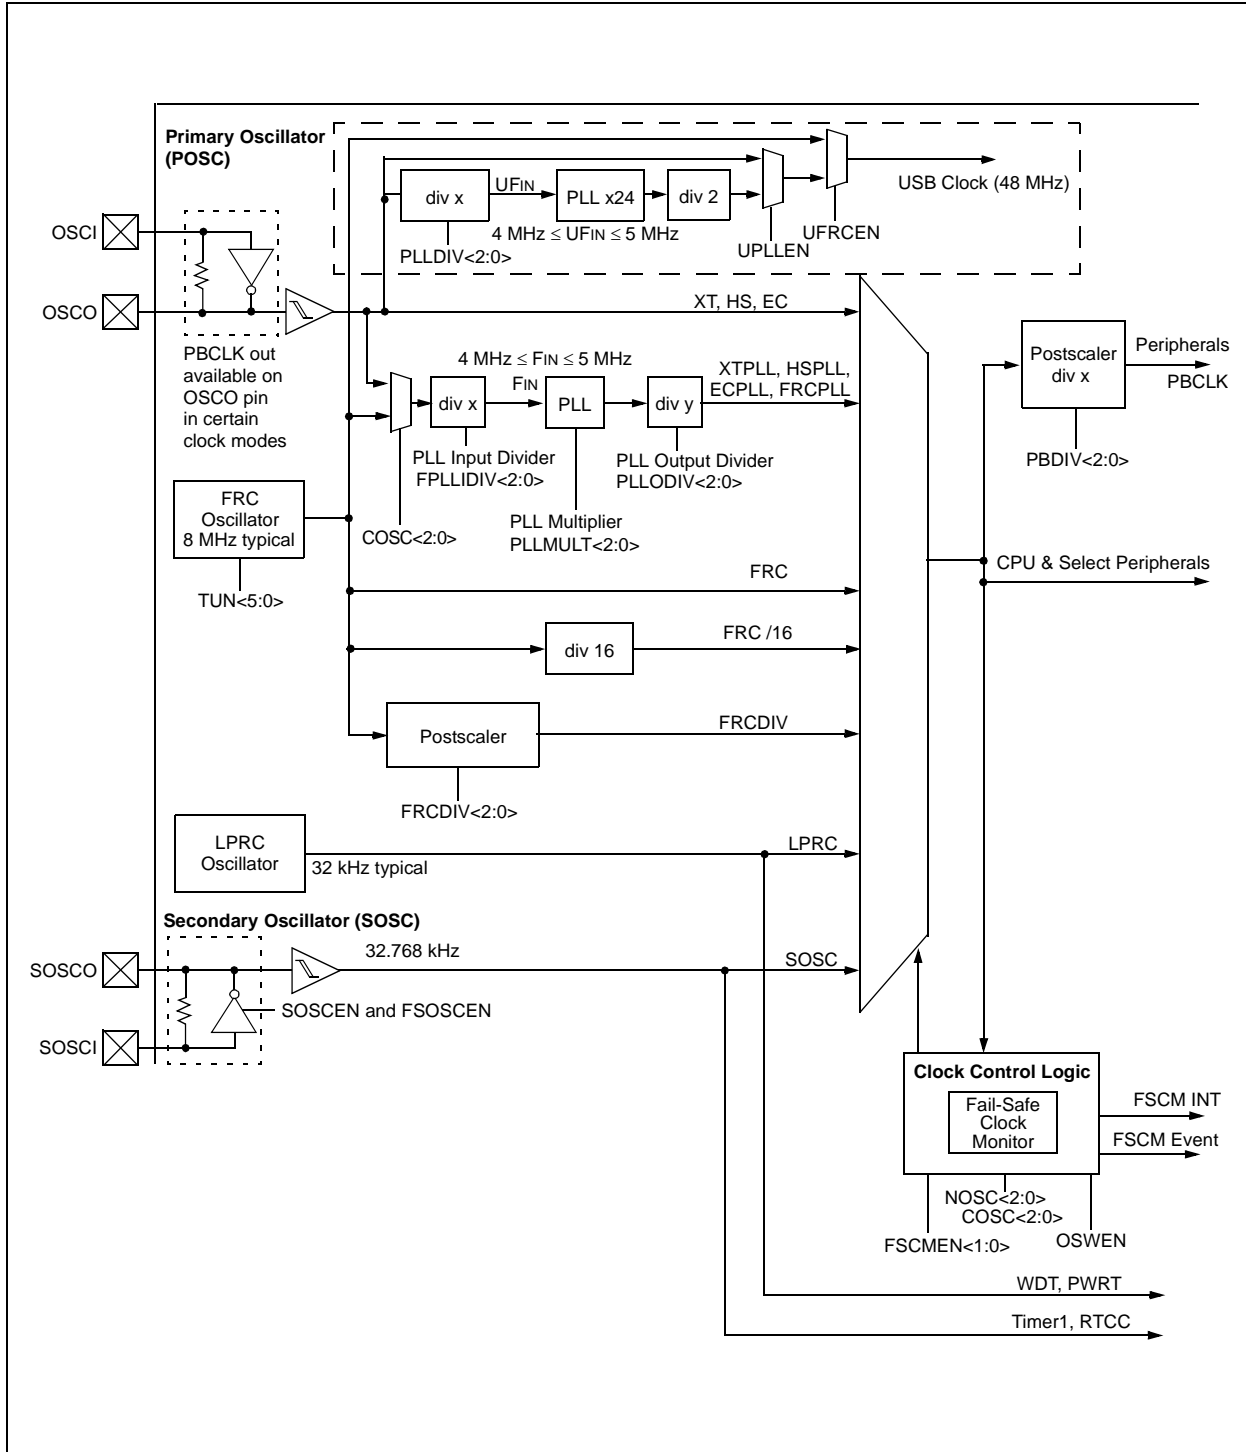 Primary Oscillator
(POSC)
UFIN
div x
PLL x24
div 2
USB Clock (48 MHz)
4 MHz ≤ UFIN ≤ 5 MHz
UFRCEN
PLLDIV<2:0>
UPLLEN
OSCI
OSCO
XT, HS, EC
PBCLK out
available on
OSCO pin
in certain
clock modes
4 MHz ≤ FIN ≤ 5 MHz
FIN
XTPLL, HSPLL,
ECPLL, FRCPLL
div x
PLL
div y
Postscaler
div x
Peripherals
PBCLK
PBDIV<2:0>
PLL Input Divider
FPLLIDIV<2:0>
PLL Output Divider
PLLODIV<2:0>
FRC
Oscillator
8 MHz typical
COSC<2:0>
PLL Multiplier
PLLMULT<2:0>
TUN<5:0>
FRC
CPU & Select Peripherals
div 16
FRC /16
Postscaler
FRCDIV
FRCDIV<2:0>
LPRC
Oscillator
32 kHz typical
LPRC
Secondary Oscillator (SOSC)
32.768 kHz
SOSCO
SOSC
SOSCEN and FSOSCEN
SOSCI
Clock Control Logic
Fail-Safe
Clock
Monitor
FSCM INT
FSCM Event
NOSC<2:0>
COSC<2:0>
FSCMEN<1:0>
OSWEN
WDT, PWRT
Timer1, RTCC